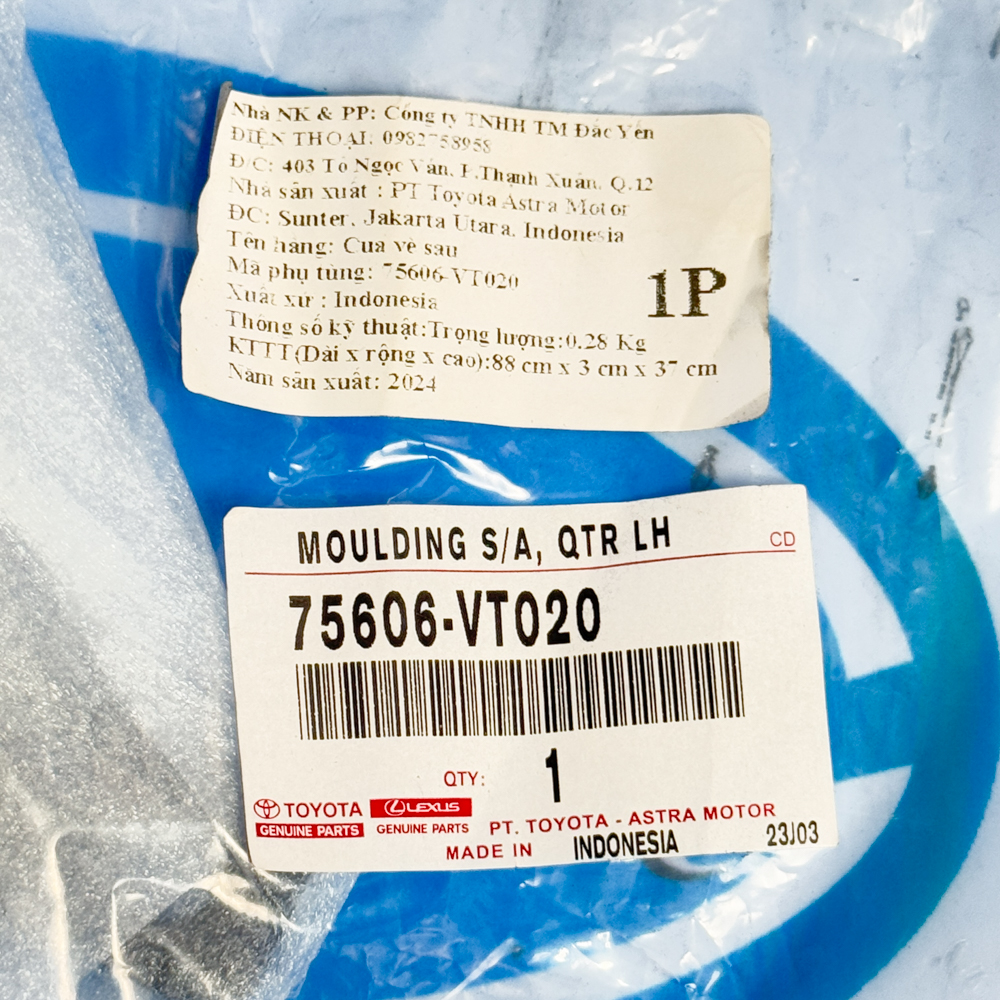 Nhà NK & PP: Công ty TNHH TM Đắc Yến
ĐIỆN THOẠI: 0982758958
Đ/C: 403 Tô Ngọc Vân, P.Thạnh Xuân, Q.12
Nhà sản xuất : PT Toyota Astra Motor
ĐC: Sunter, Jakarta Utara, Indonesia
Tên hàng: Cua vè sau
Mã phụ tùng: 75606-VT020
Xuất xứ : Indonesia
1P
Thông số kỹ thuật:Trọng lượng:0.28 Kg
KTTT(Dài x rộng x cao):88 cm x 3 cm x 37 cm
Năm sản xuất: 2024
MOULDING S/A, QTR LH
CD
75606-VT020
QTY: 1
TOYOTA LEXUS
GENUINE PARTS GENUINE PARTS
PT. TOYOTA - ASTRA MOTOR
MADE IN INDONESIA 23J03